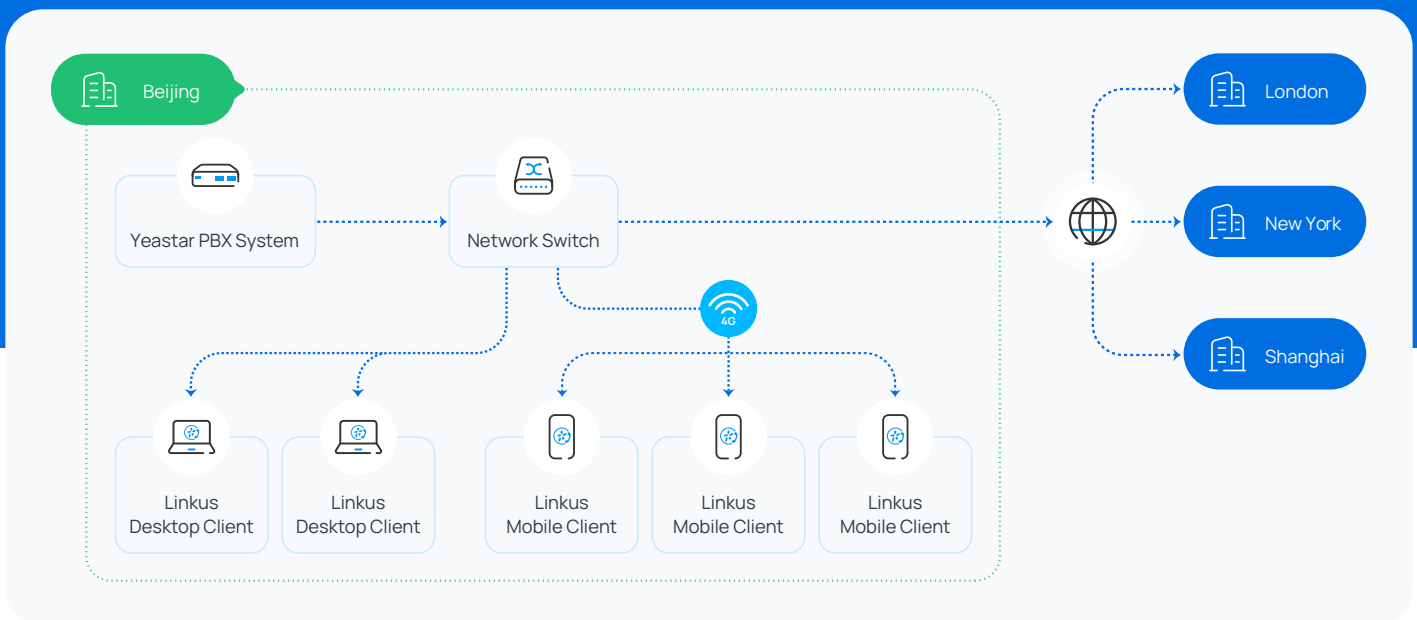 Beijing
London
Yeastar PBX System
Network Switch
New York
4G
Shanghai
Linkus
Desktop Client
Linkus
Desktop Client
Linkus
Mobile Client
Linkus
Mobile Client
Linkus
Mobile Client